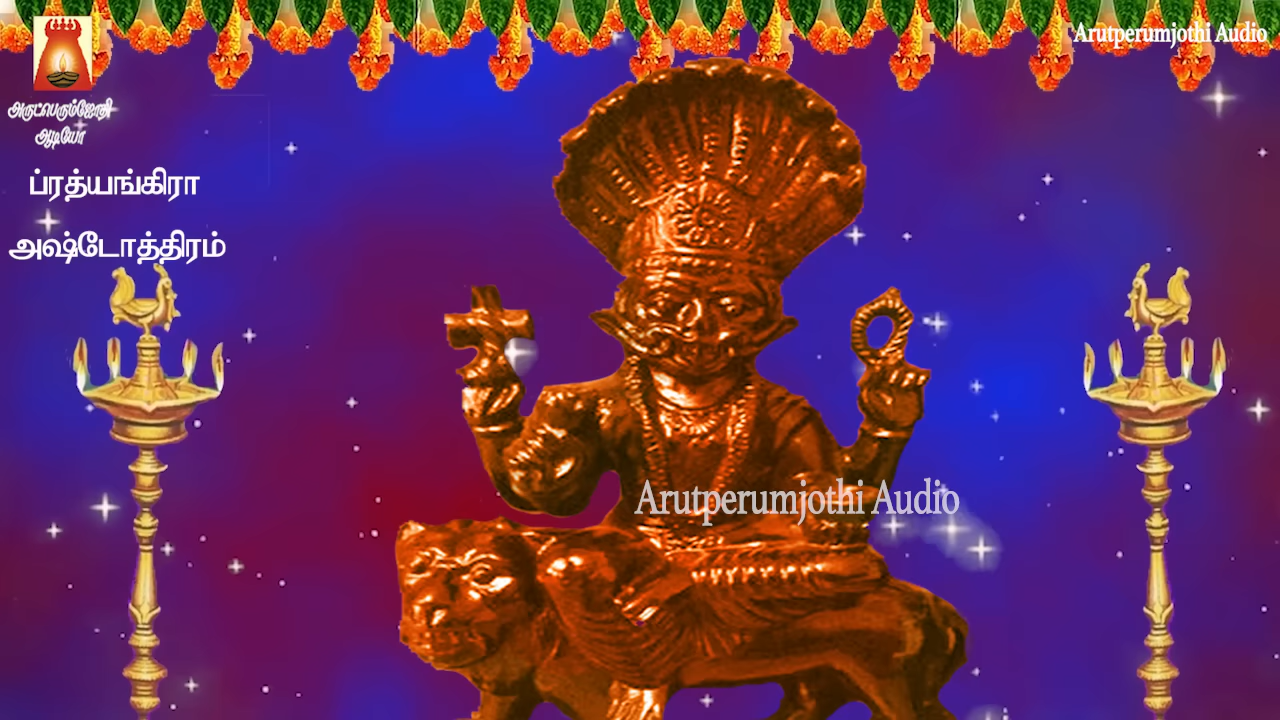 Arutperumjothi Audio
அருட்பெரும்ஜோதி
ஆடியோ
ப்ரத்யங்கிரா
அஷ்டோத்திரம்
Arutperumjothi Audio